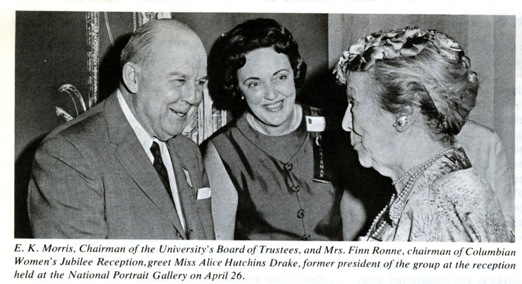 CHAIRMAN
E. K. Morris, Chairman of the University's Board of Trustees, and Mrs. Finn Ronne, chairman of Columbian
Women's Jubilee Reception, greet Miss Alice Hutchins Drake, former president of the group at the reception
held at the National Portrait Gallery on April 26.